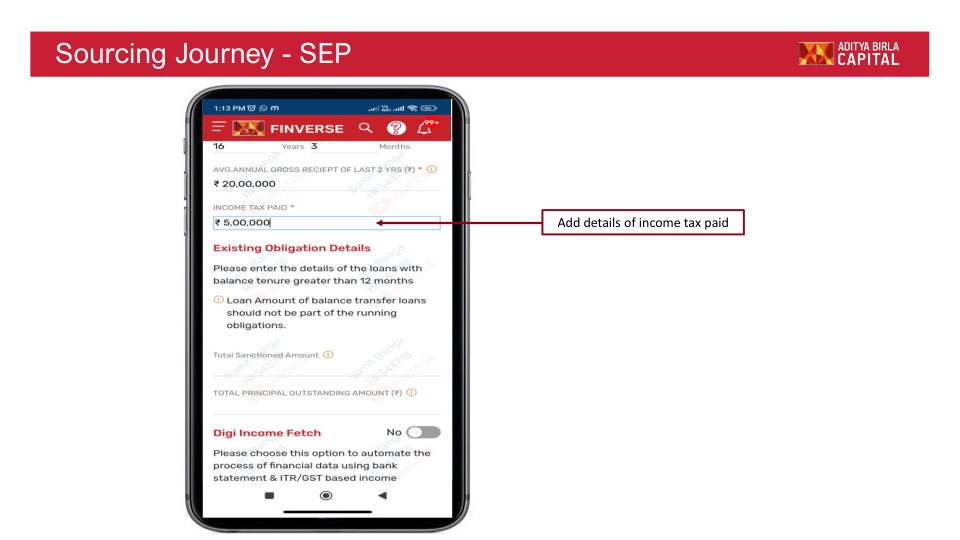 Sourcing Journey - SEP
ADITYA BIRLA
CAPITAL
1:13 PM
FINVERSE
99+
16 Years 3 Months
AVG.ANNUAL GROSS RECIEPT OF LAST 2 YRS (₹) *
₹ 20,00,000
INCOME TAX PAID *
₹ 5,00,000
Add details of income tax paid
Existing Obligation Details
Please enter the details of the loans with
balance tenure greater than 12 months
Loan Amount of balance transfer loans
should not be part of the running
obligations.
Total Sanctioned Amount
TOTAL PRINCIPAL OUTSTANDING AMOUNT (₹)
Digi Income Fetch No
Please choose this option to automate the
process of financial data using bank
statement & ITR/GST based income
Sumit Banga
HF343718